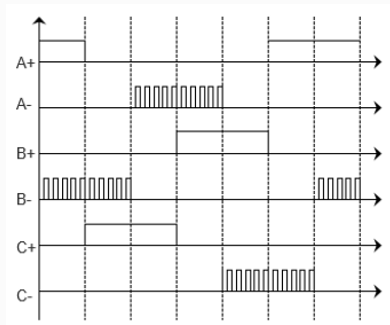 A+
A-
B+
B-
C+
C-